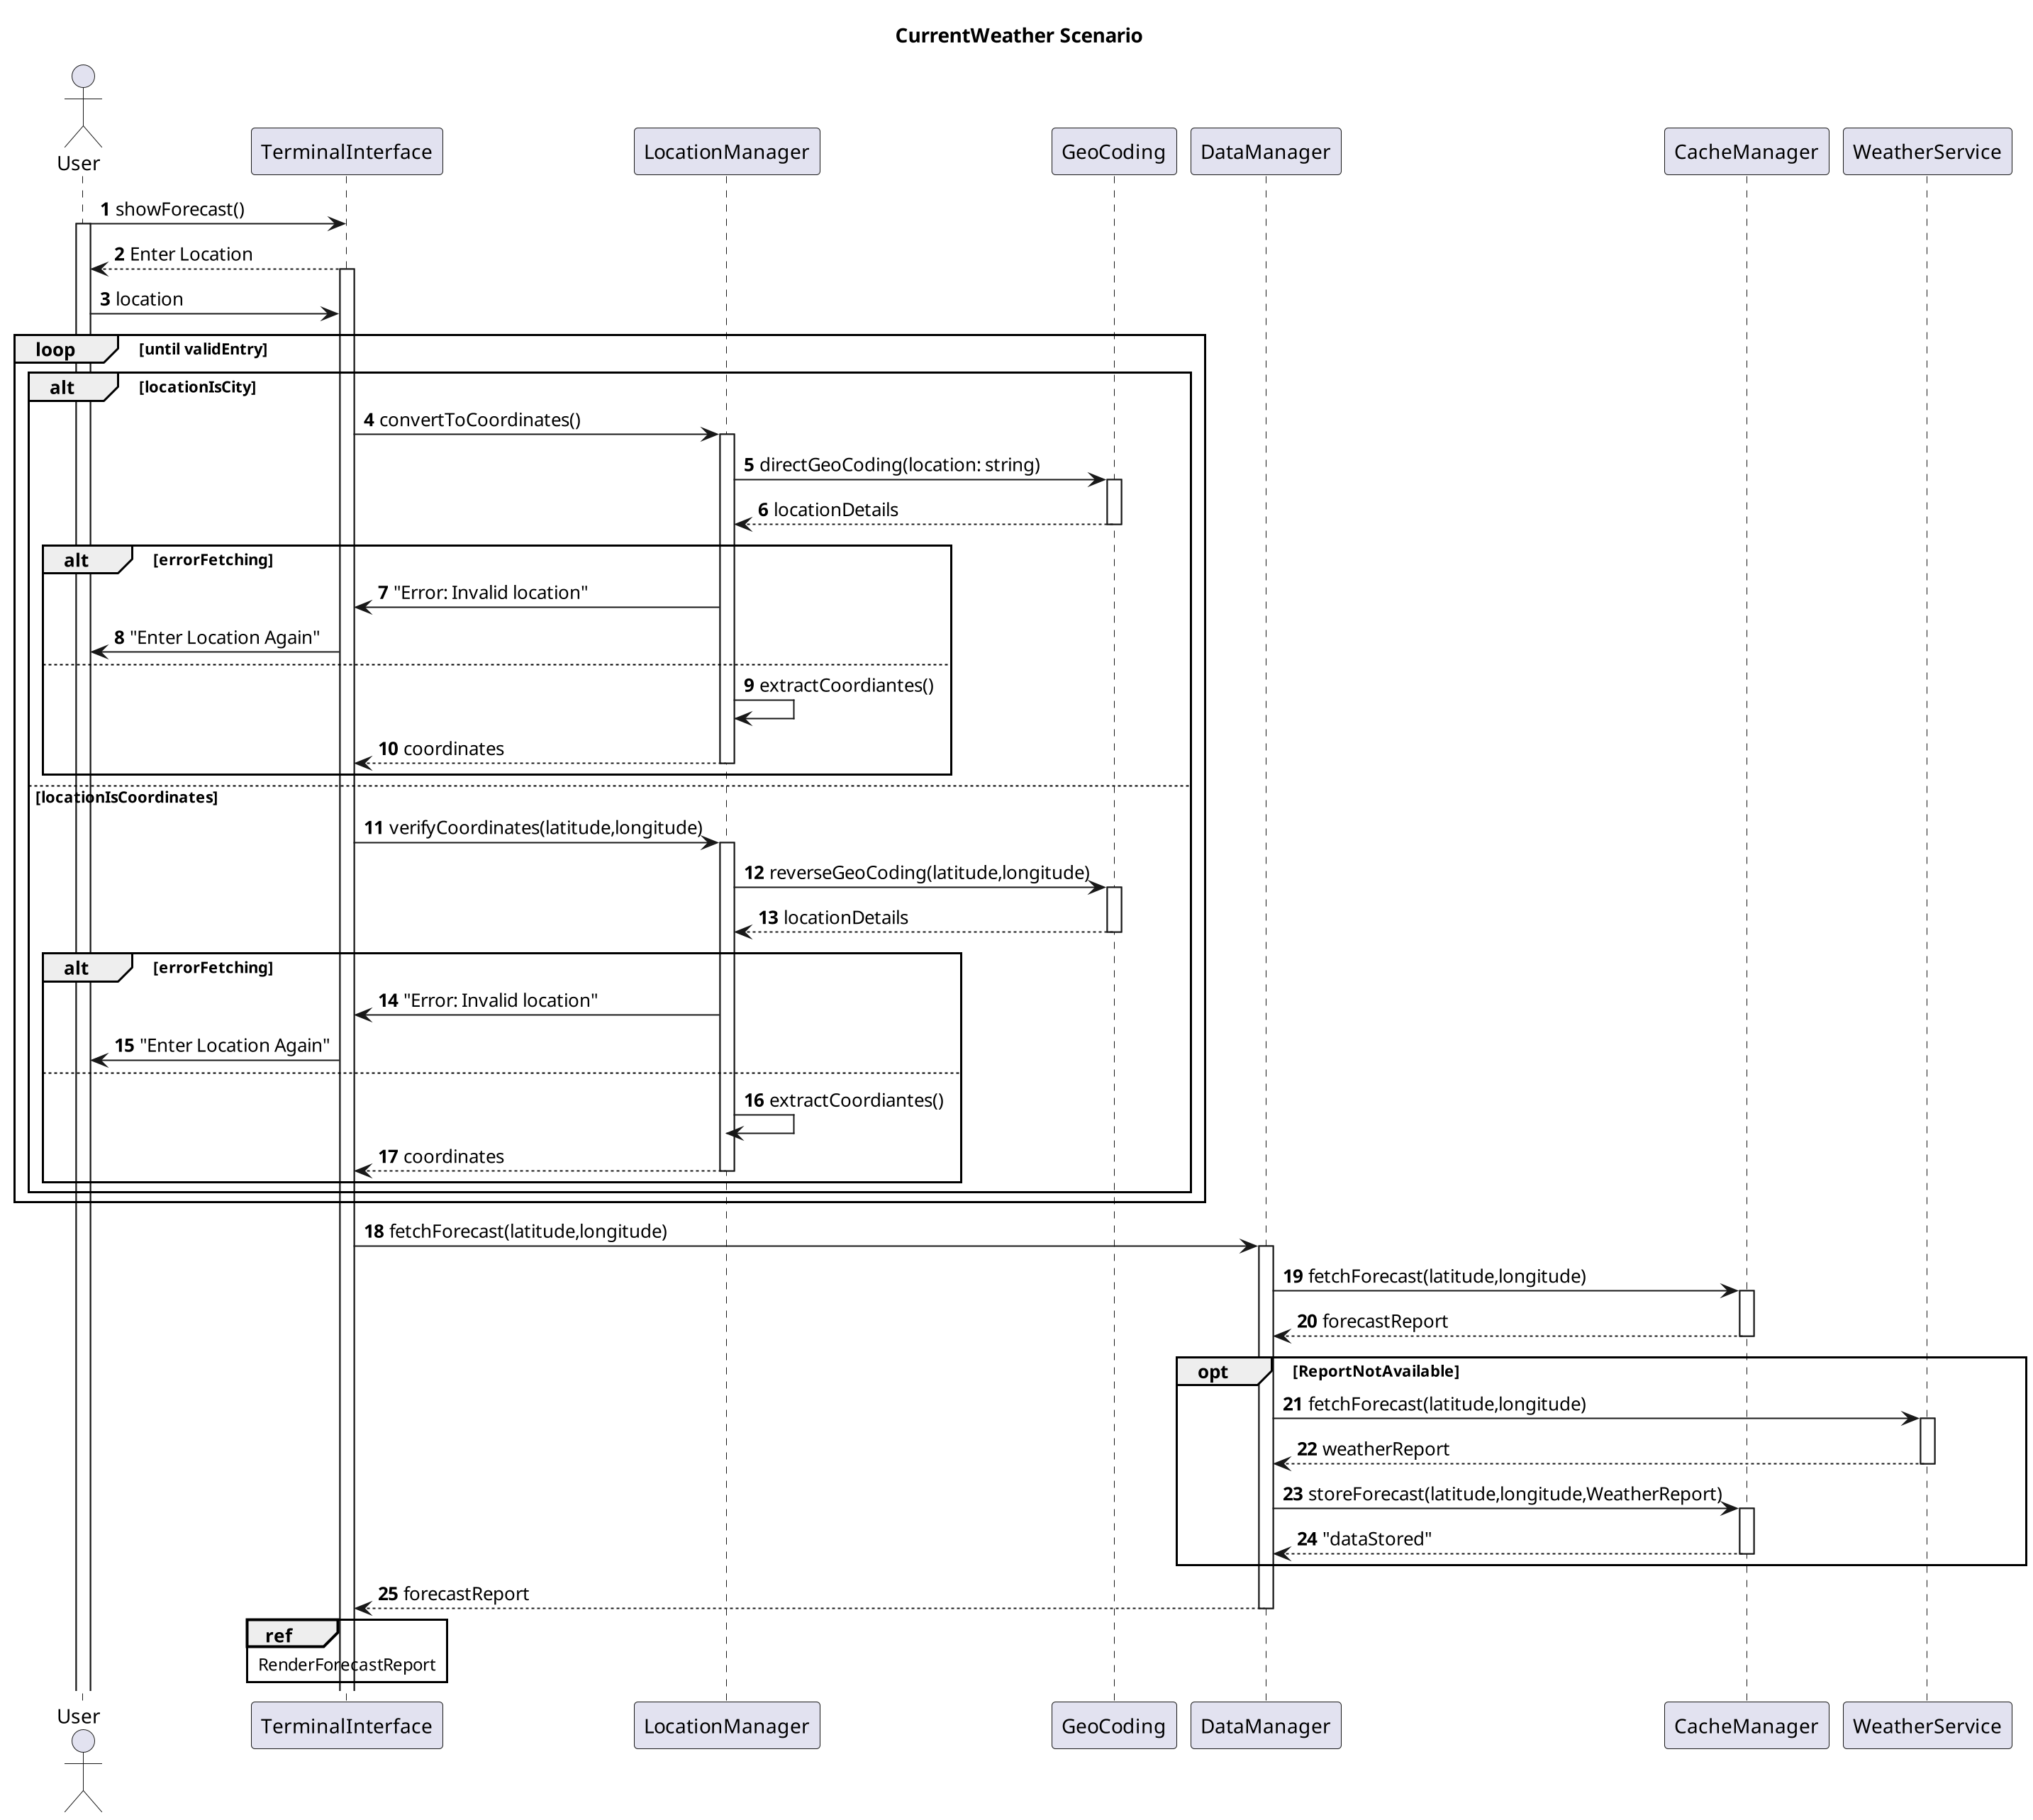 CurrentWeather Scenario
User
TerminalInterface
LocationManager
GeoCoding
DataManager
CacheManager
WeatherService
1 showForecast()
2 Enter Location
3 location
loop [until validEntry]
alt [locationIsCity]
4 convertToCoordinates()
5 directGeoCoding(location: string)
6 locationDetails
alt [errorFetching]
7 "Error: Invalid location"
8 "Enter Location Again"
9 extractCoordiantes()
10 coordinates
[locationIsCoordinates]
11 verifyCoordinates(latitude,longitude)
12 reverseGeoCoding(latitude,longitude)
13 locationDetails
alt [errorFetching]
14 "Error: Invalid location"
15 "Enter Location Again"
16 extractCoordiantes()
17 coordinates
18 fetchForecast(latitude,longitude)
19 fetchForecast(latitude,longitude)
20 forecastReport
opt [ReportNotAvailable]
21 fetchForecast(latitude,longitude)
22 weatherReport
23 storeForecast(latitude,longitude,WeatherReport)
24 "dataStored"
25 forecastReport
ref
RenderForecastReport
User
TerminalInterface
LocationManager
GeoCoding
DataManager
CacheManager
WeatherService